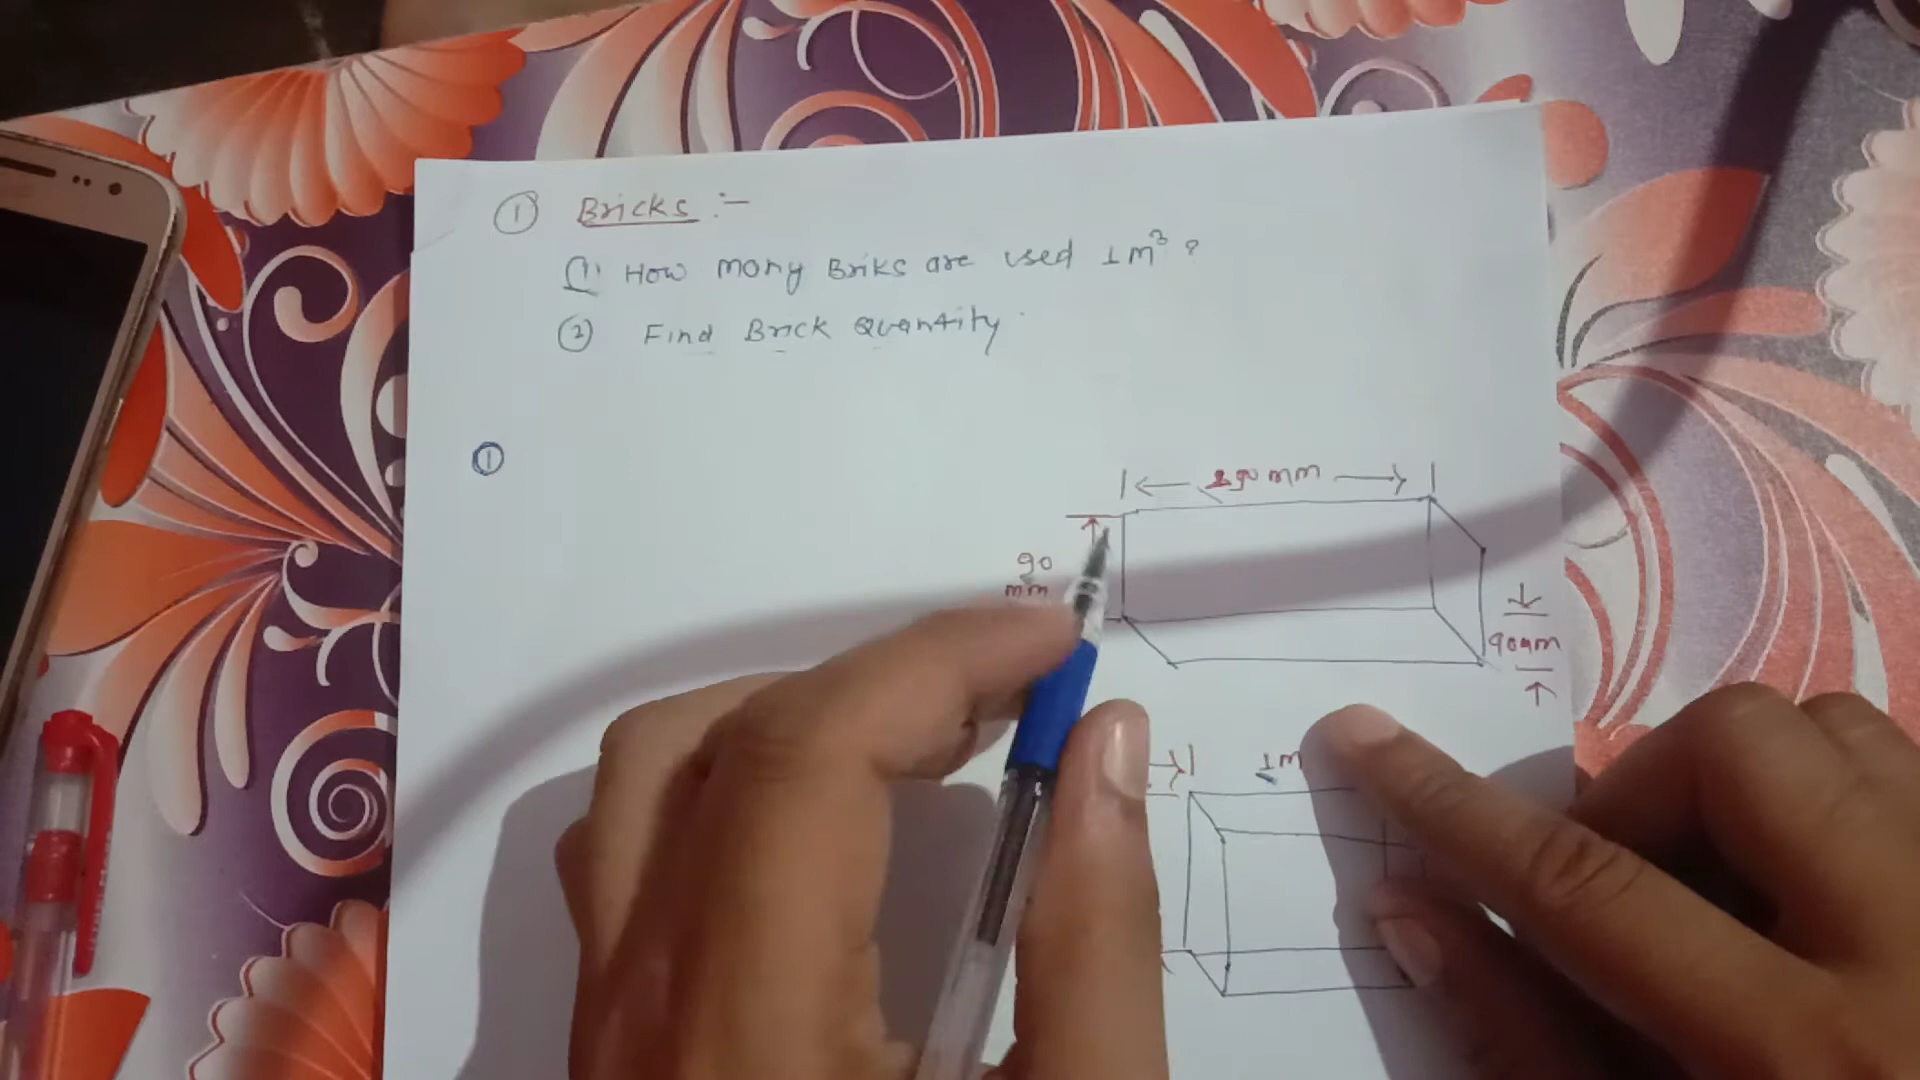 ① Bricks :-
Q1 How mony Briks are used 1m³ ?
② Find Brick Quantity.
①
190 mm
90
mm
90mm
1m